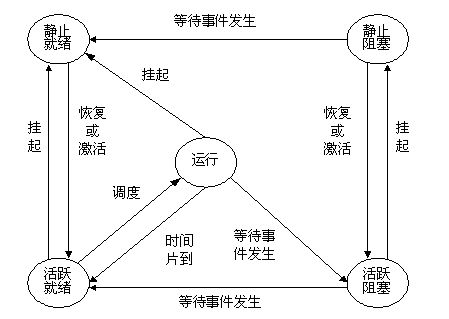 等待事件发生
静止
就绪
静止
阻塞
挂起
挂
起
恢复
或
激活
恢复
或
激活
挂
起
运行
调度
时间
片到
等待事
件发生
活跃
就绪
活跃
阻塞
等待事件发生